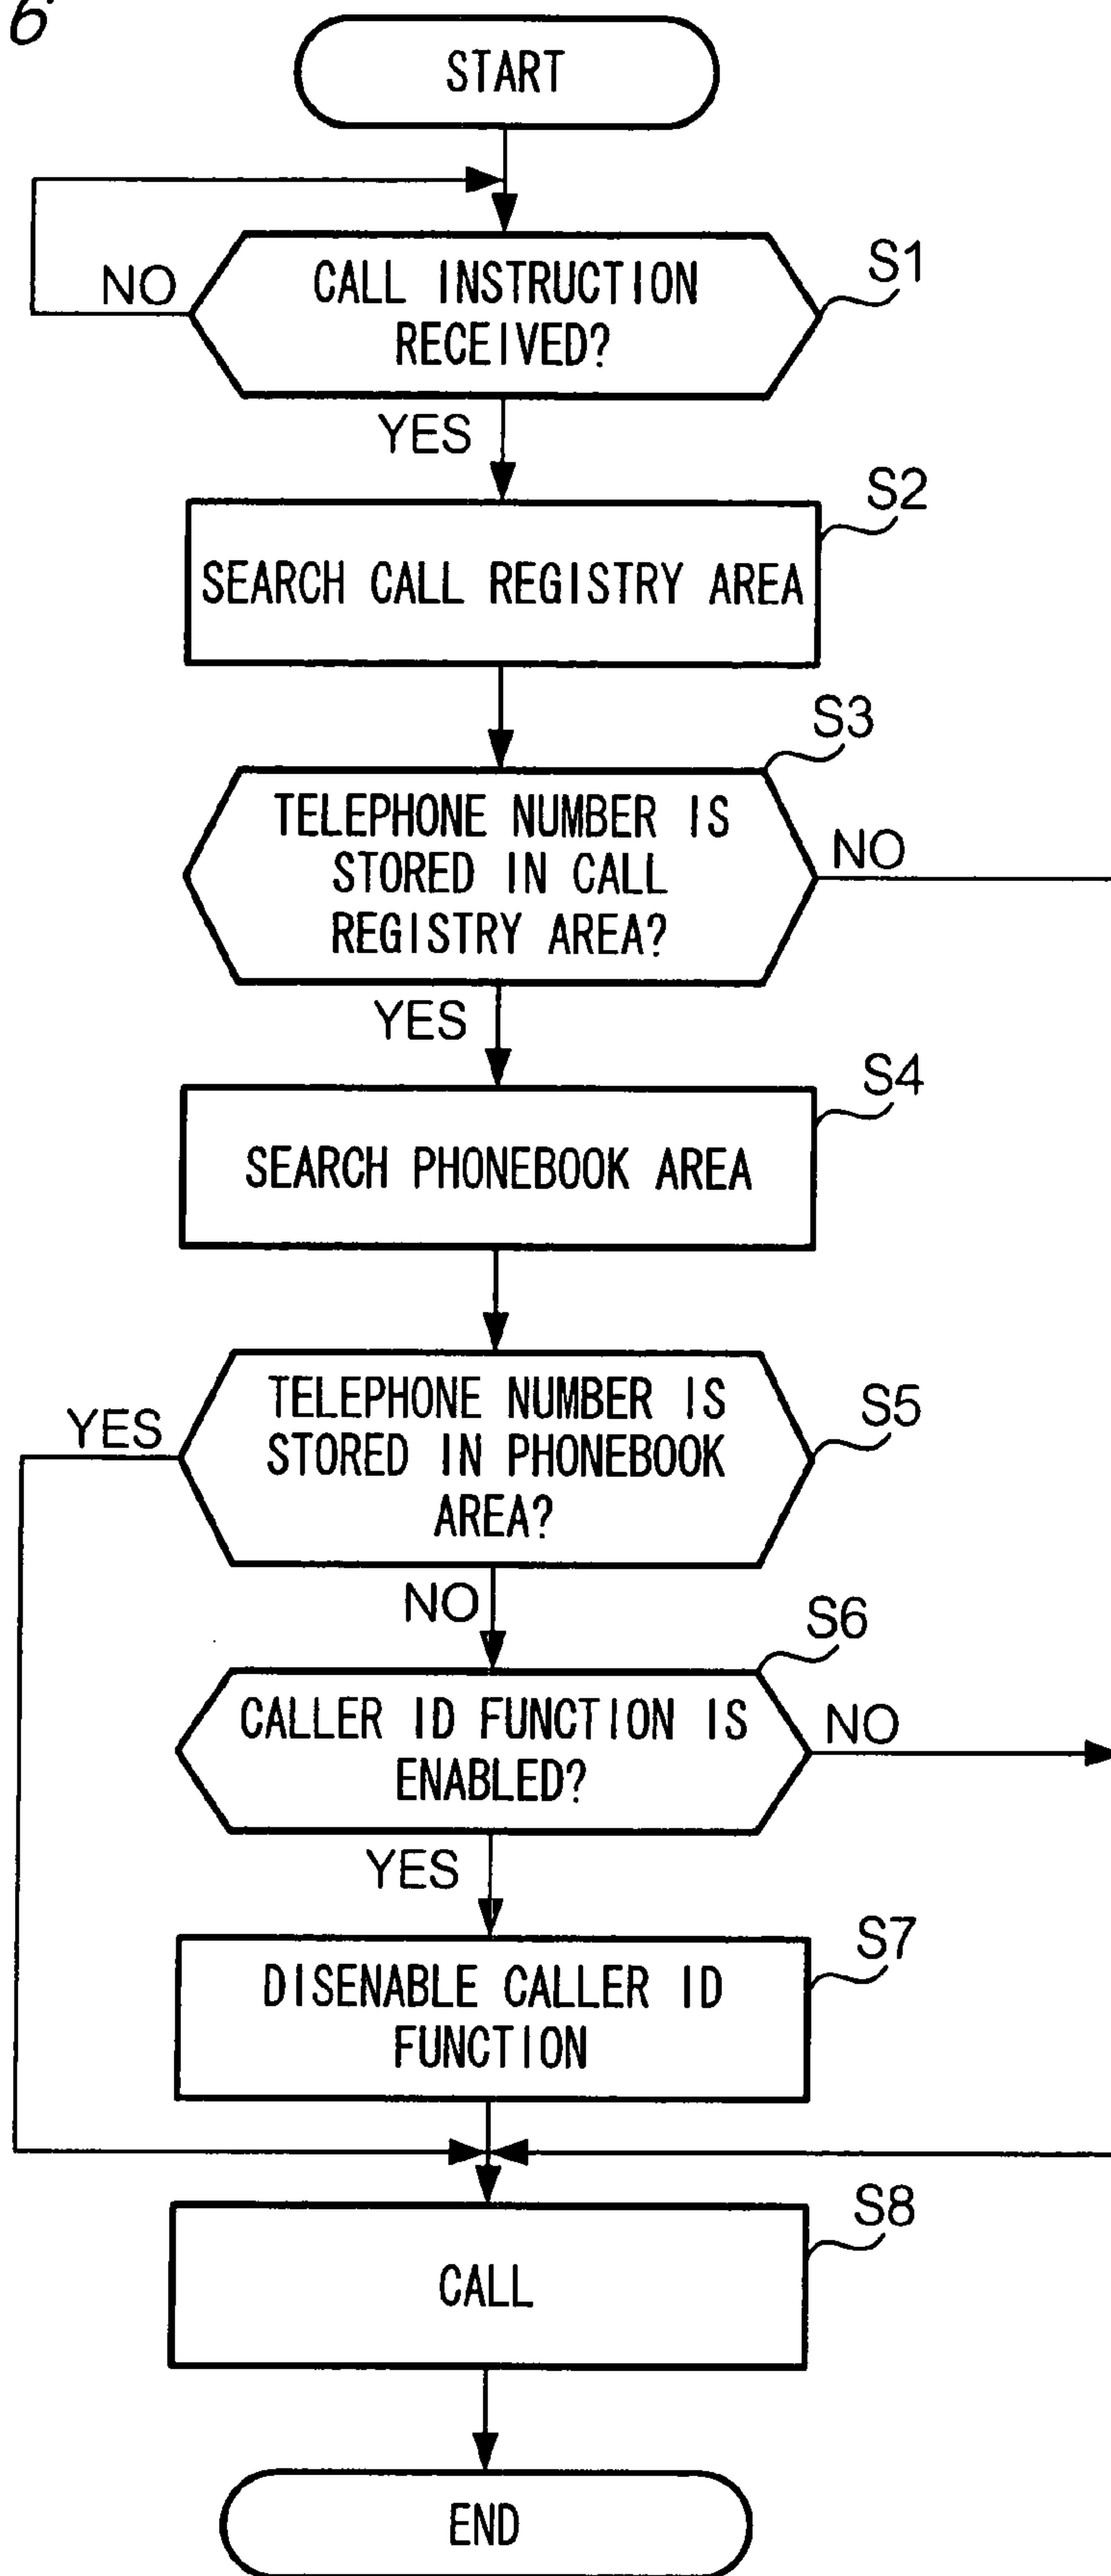 6
START
NO
CALL INSTRUCTION
RECEIVED?
S1
YES
S2
SEARCH CALL REGISTRY AREA
S3
TELEPHONE NUMBER IS
STORED IN CALL
REGISTRY AREA?
NO
YES
S4
SEARCH PHONEBOOK AREA
YES
TELEPHONE NUMBER IS
STORED IN PHONEBOOK
AREA?
S5
NO
S6
CALLER ID FUNCTION IS
ENABLED?
NO
YES
S7
DISENABLE CALLER ID
FUNCTION
S8
CALL
END